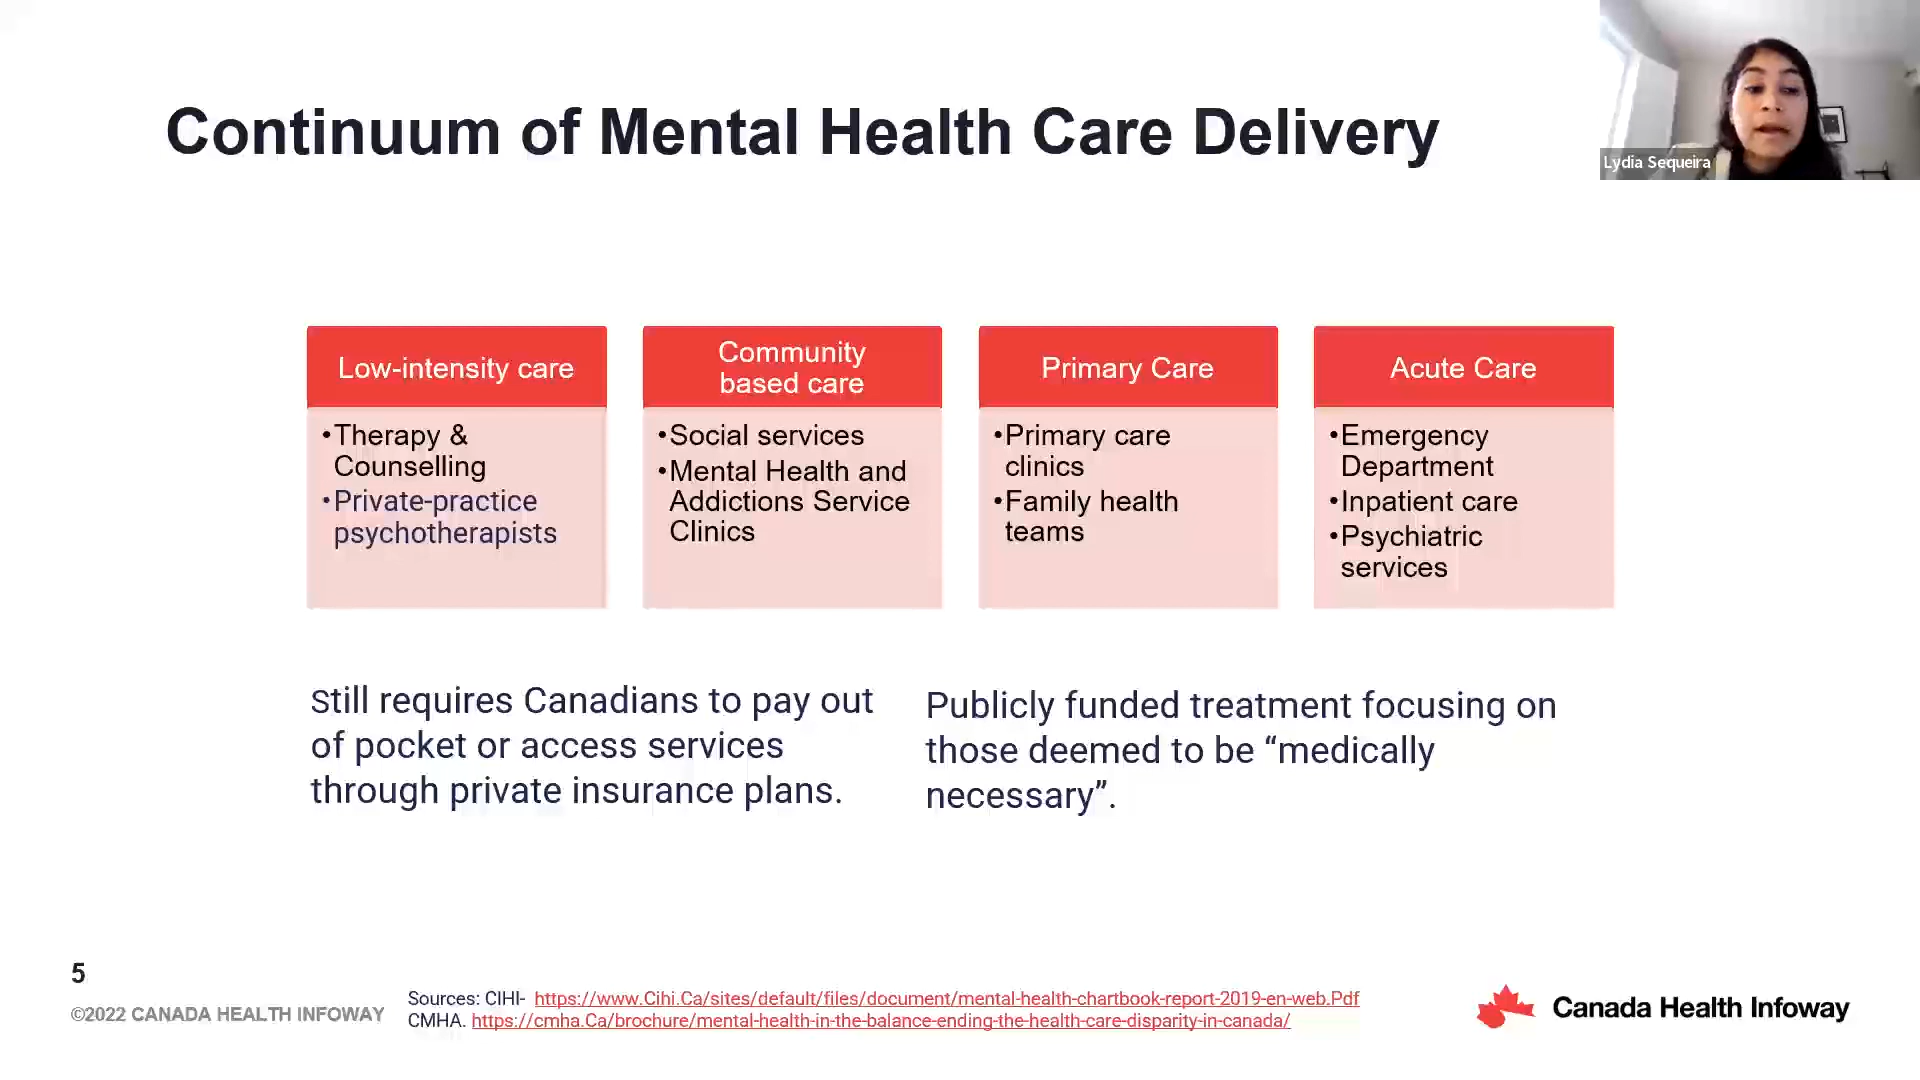 Continuum of Mental Health Care Delivery
Lydia Sequeira
Low-intensity care
•Therapy &
Counselling
•Private-practice
psychotherapists
Community
based care
•Social services
•Mental Health and
Addictions Service
Clinics
Primary Care
•Primary care
clinics
•Family health
teams
Acute Care
•Emergency
Department
•Inpatient care
•Psychiatric
services
Still requires Canadians to pay out
of pocket or access services
through private insurance plans.
Publicly funded treatment focusing on
those deemed to be “medically
necessary”.
5
©2022 CANADA HEALTH INFOWAY
Sources: CIHI- https://www.Cihi.Ca/sites/default/files/document/mental-health-chartbook-report-2019-en-web.Pdf
CMHA. https://cmha.Ca/brochure/mental-health-in-the-balance-ending-the-health-care-disparity-in-canada/
Canada Health Infoway